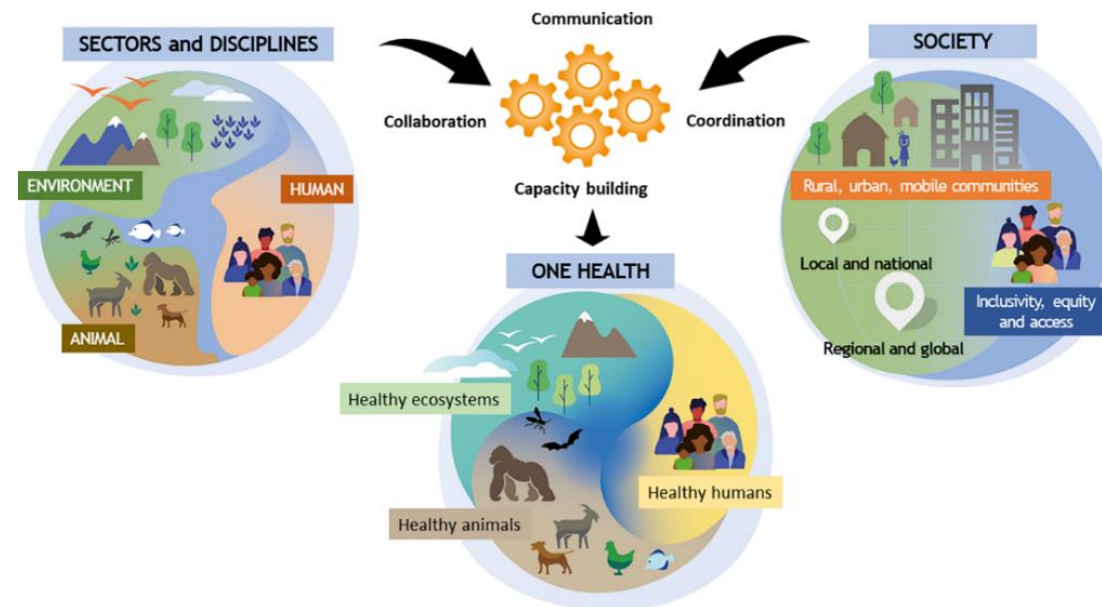 SECTORS and DISCIPLINES
ENVIRONMENT
HUMAN
ANIMAL
Communication
Collaboration
Coordination
Capacity building
SOCIETY
Rural, urban, mobile communities
Local and national
Inclusivity, equity
and access
Regional and global
ONE HEALTH
Healthy ecosystems
Healthy humans
Healthy animals